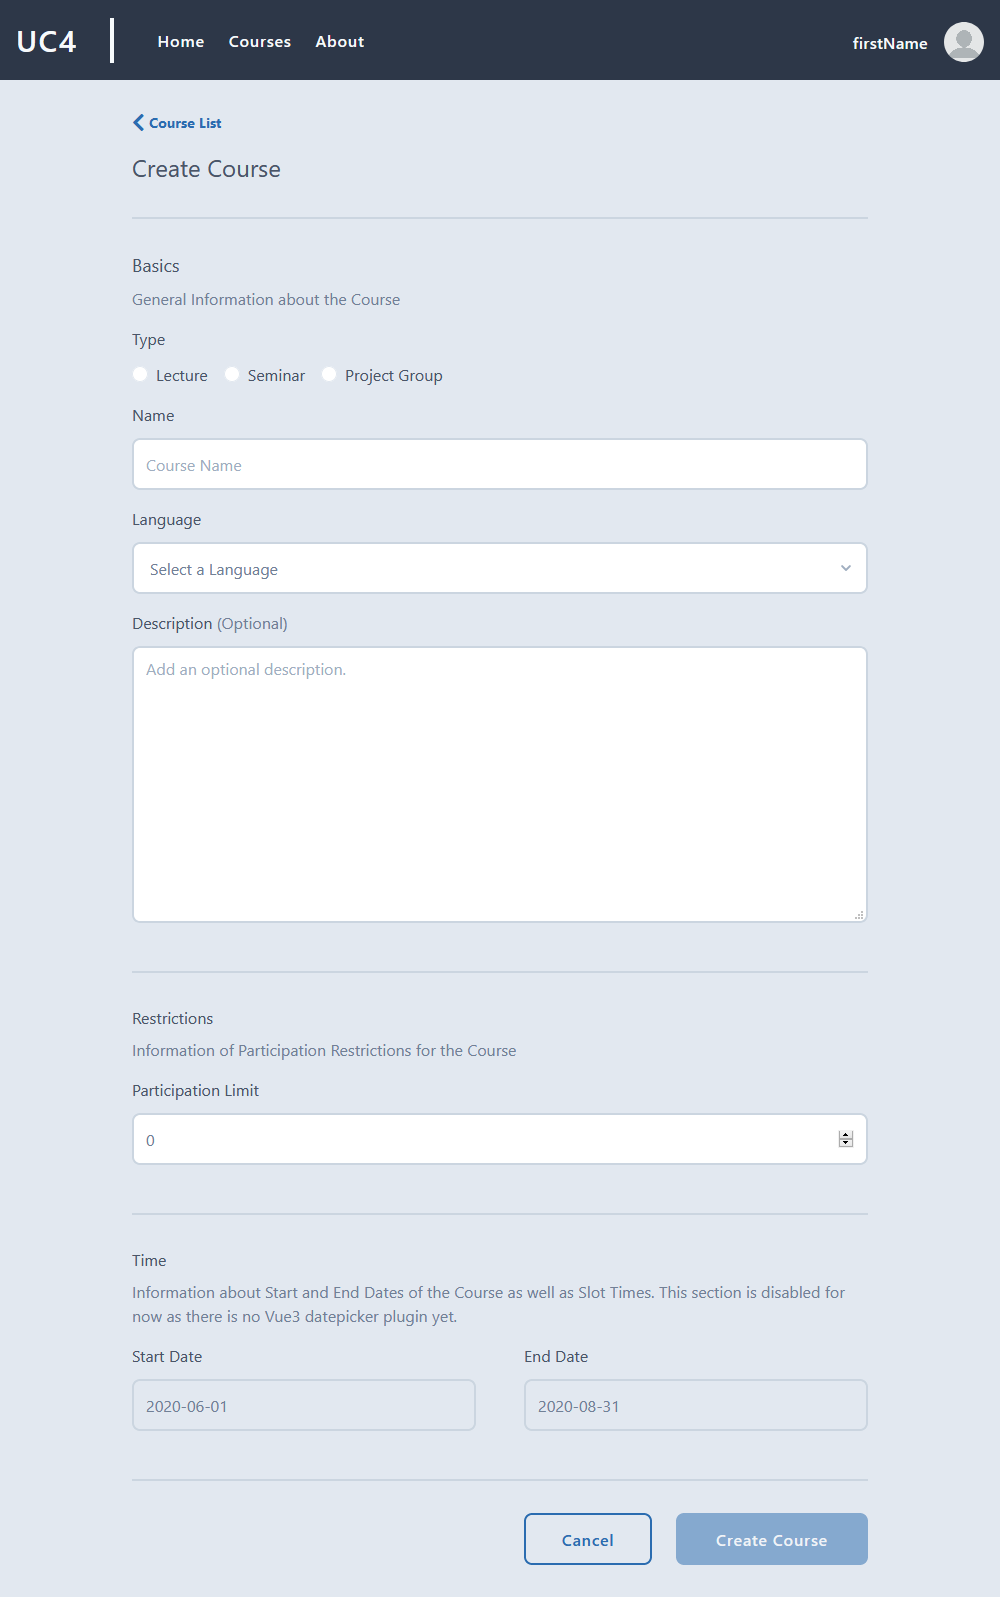 UC4
Home Courses About
firstName
Course List
Create Course
Basics
General Information about the Course
Type
Lecture Seminar Project Group
Name
Course Name
Language
Select a Language
Description (Optional)
Add an optional description.
Restrictions
Information of Participation Restrictions for the Course
Participation Limit
0
Time
Information about Start and End Dates of the Course as well as Slot Times. This section is disabled for
now as there is no Vue3 datepicker plugin yet.
Start Date End Date
2020-06-01 2020-08-31
Cancel Create Course